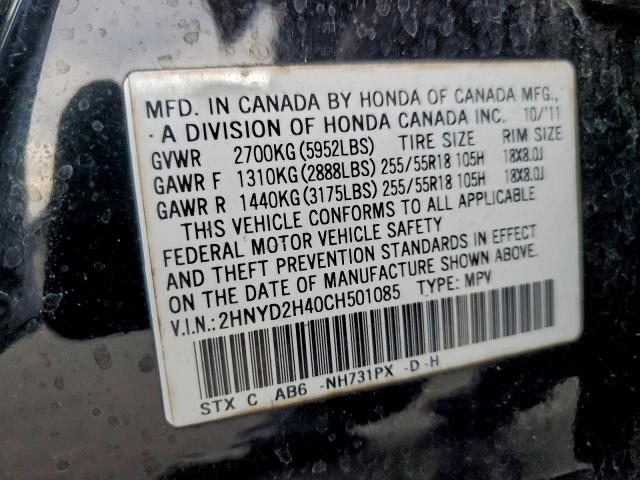 MFD. IN CANADA BY HONDA OF CANADA MFG.,
A DIVISION OF HONDA CANADA INC. 10/'11
GVWR 2700KG(5952LBS) TIRE SIZE RIM SIZE
GAWR F 1310KG(2888LBS) 255/55R18 105H 18X8.0J
GAWR R 1440KG(3175LBS) 255/55R18 105H 18X8.0J
THIS VEHICLE CONFORMS TO ALL APPLICABLE
FEDERAL MOTOR VEHICLE SAFETY
AND THEFT PREVENTION STANDARDS IN EFFECT
ON THE DATE OF MANUFACTURE SHOWN ABOVE.
V.I.N.: 2HNYD2H40CH501085 TYPE: MPV
STX C AB6 -NH731PX -D-H